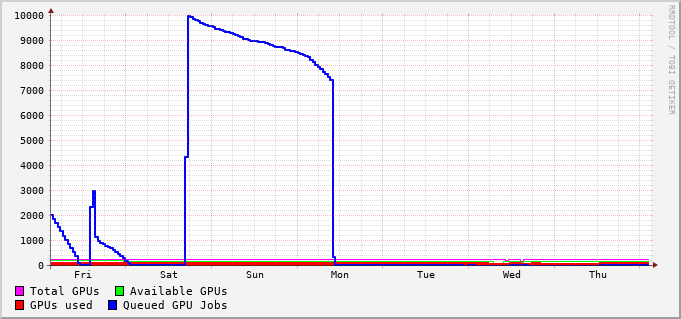 10000
9000
8000
7000
6000
5000
4000
3000
2000
1000
0
Fri Sat Sun Mon Tue Wed Thu
Total GPUs Available GPUs
GPUs used Queued GPU Jobs
RRDTOOL / TOBI OETIKER